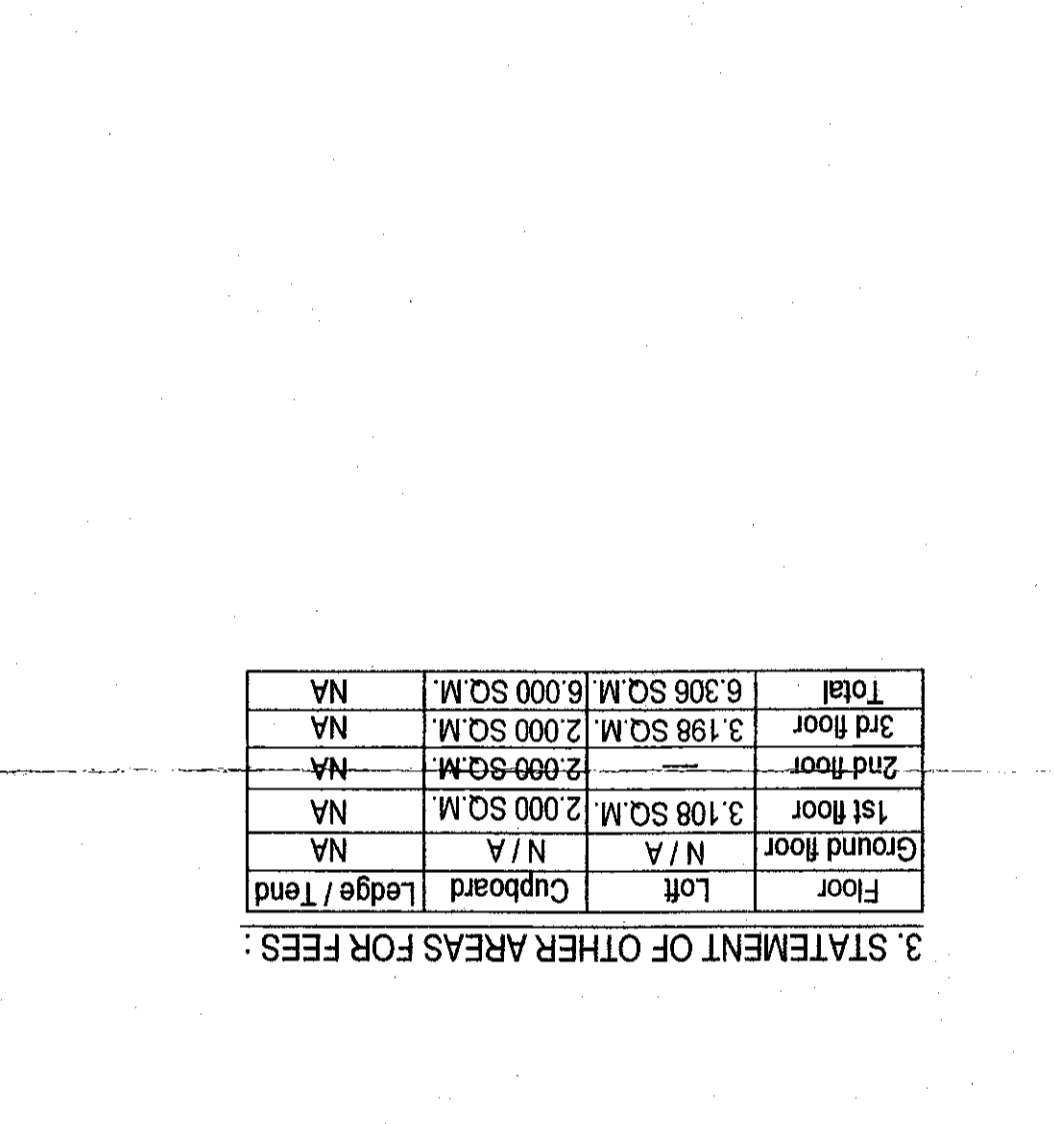 3. STATEMENT OF OTHER AREAS FOR FEES :
Floor Loft Cupboard Ledge / Tend
Ground floor N / A N / A NA
1st floor 3.108 SQ.M. 2.000 SQ.M. NA
2nd floor — 2.000 SQ.M. NA
3rd floor 3.198 SQ.M. 2.000 SQ.M. NA
Total 6.306 SQ.M. 6.000 SQ.M. NA